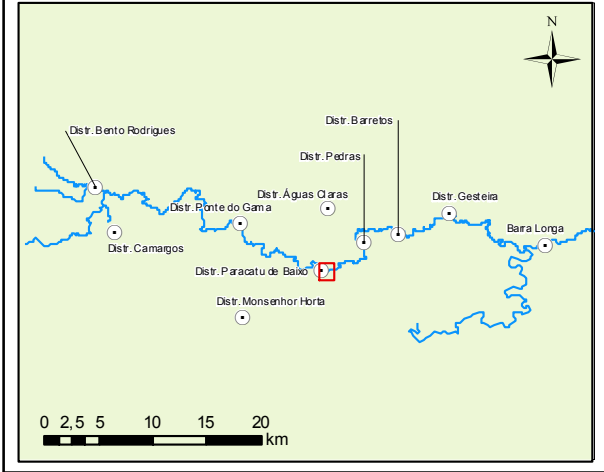 N
Distr. Barretos
Distr. Bento Rodrigues
Distr. Pedras
Distr. Águas Claras
Distr. Gesteira
Distr. Ponte do Gama
Barra Longa
Distr. Camargos
Distr. Paracatu de Baixo
Distr. Monsenhor Horta
0 2,5 5 10 15 20
km